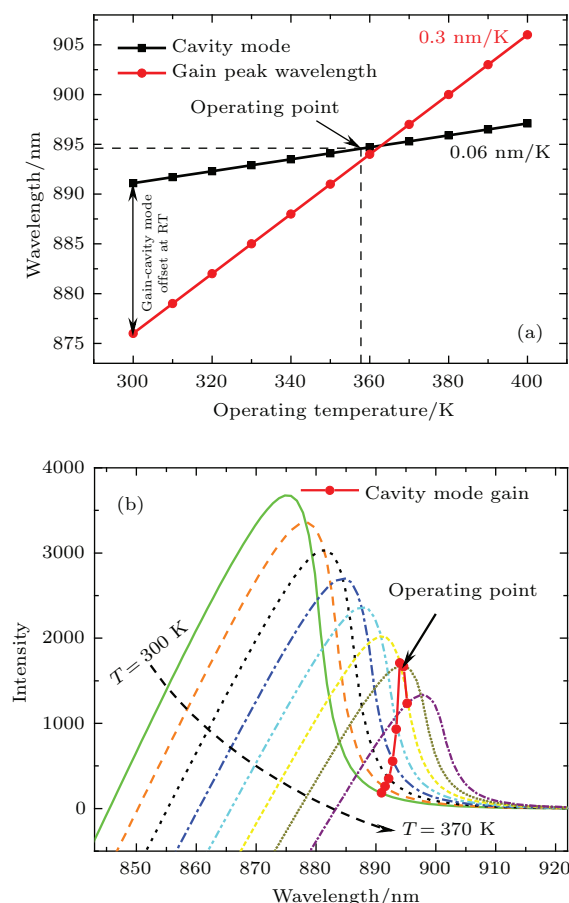 905
900
895
890
885
880
875
Wavelength/nm
Cavity mode
Gain peak wavelength
0.3 nm/K
Operating point
0.06 nm/K
Gain-cavity mode
offset at RT
(a)
300 320 340 360 380 400
Operating temperature/K
4000
3000
2000
1000
0
Intensity
(b)
Cavity mode gain
Operating point
T = 300 K
T = 370 K
850 860 870 880 890 900 910 920
Wavelength/nm